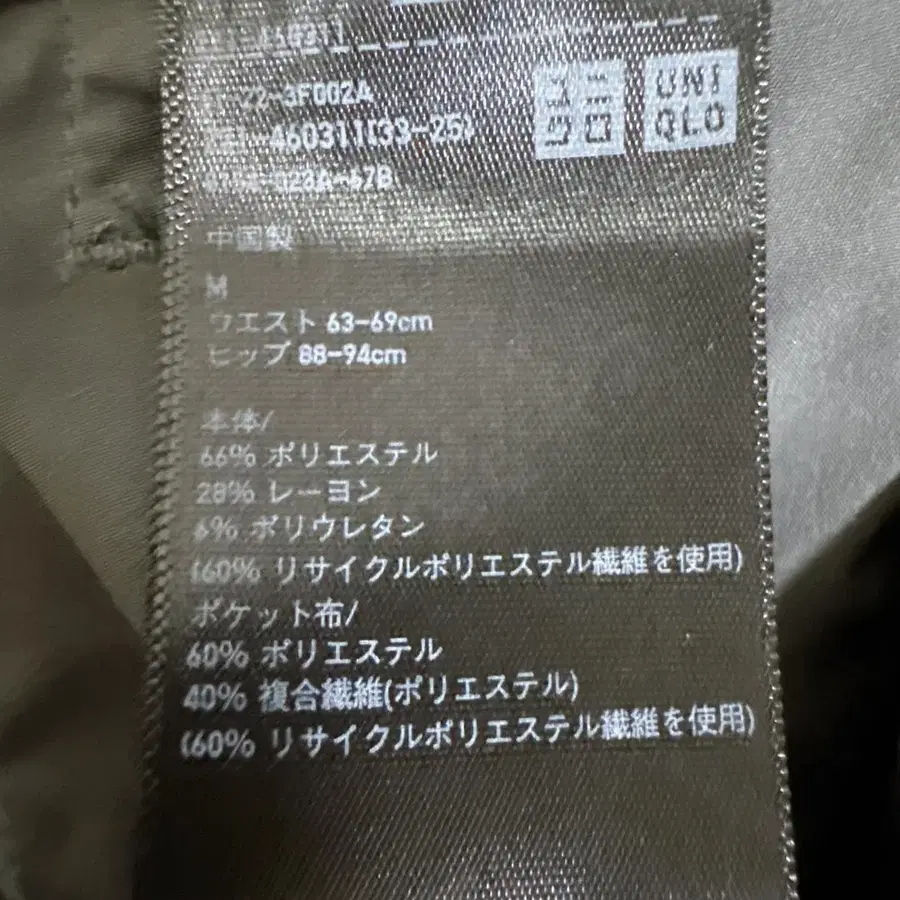 ユニ
クロ
UNI
QLO
-3F002A
-460311(33-25)
中国製
M
ウエスト 63-69cm
ヒップ 88-94cm
本体/
66% ポリエステル
28% レーヨン
6% ポリウレタン
(60% リサイクルポリエステル繊維を使用)
ポケット布/
60% ポリエステル
40% 複合繊維(ポリエステル)
(60% リサイクルポリエステル繊維を使用)